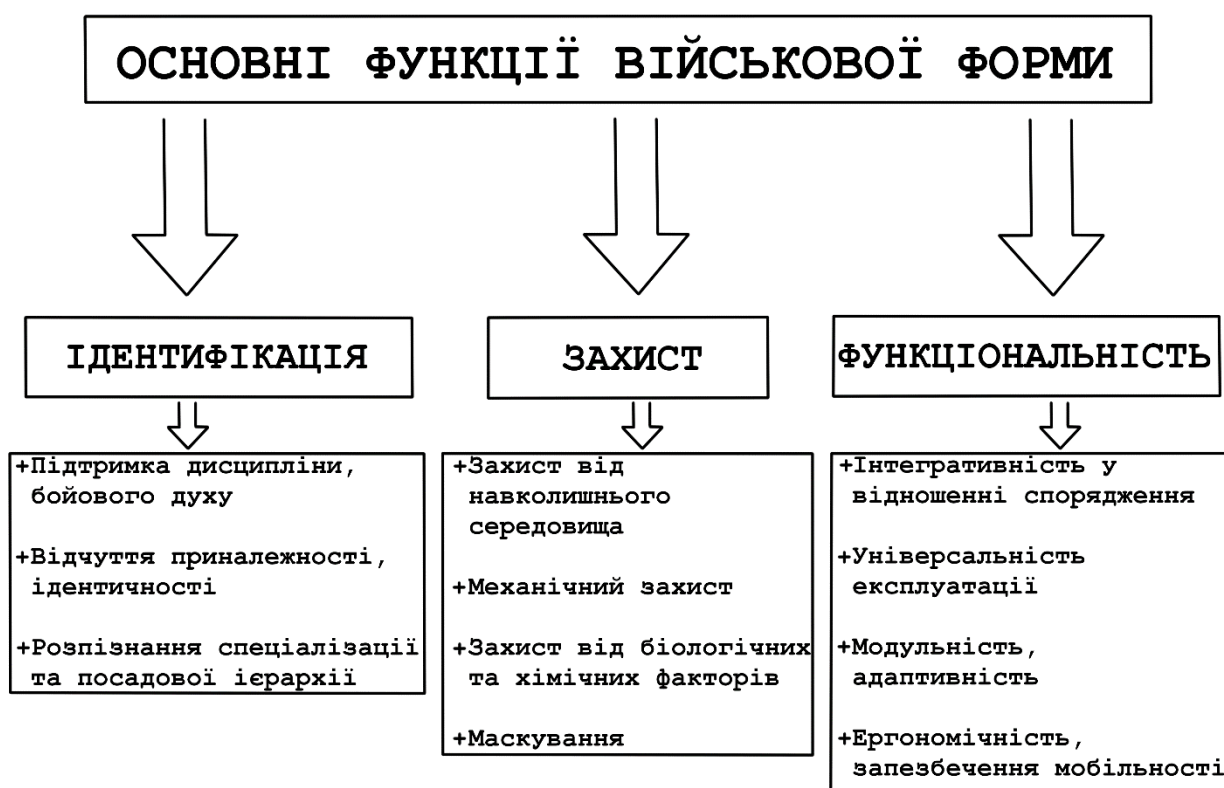 ОСНОВНІ ФУНКЦІЇ ВІЙСЬКОВОЇ ФОРМИ
ІДЕНТИФІКАЦІЯ
+Підтримка дисципліни,
бойового духу
+Відчуття приналежності,
ідентичності
+Розпізнання спеціалізації
та посадової ієрархії
ЗАХИСТ
+Захист від
навколишнього
середовища
+Механічний захист
+Захист від біологічних
та хімічних факторів
+Маскування
ФУНКЦІОНАЛЬНІСТЬ
+Інтегративність у
відношенні спорядження
+Універсальність
експлуатації
+Модульність,
адаптивність
+Ергономічність,
запезбечення мобільності